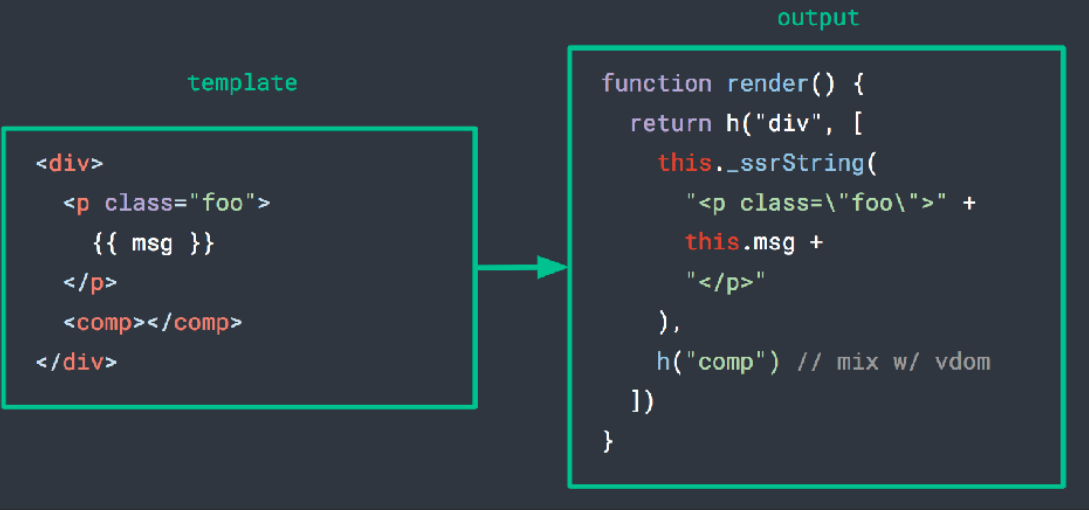 template
<div>
<p class="foo">
{{ msg }}
</p>
<comp></comp>
</div>
output
function render() {
return h("div", [
this._ssrString(
"<p class=\"foo\">" +
this.msg +
"</p>"
),
h("comp") // mix w/ vdom
])
}